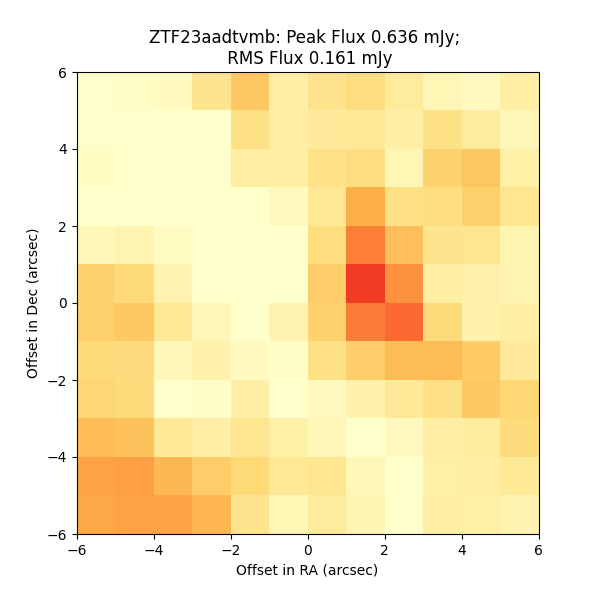 ZTF23aadtvmb: Peak Flux 0.636 mJy;
RMS Flux 0.161 mJy
6
4
2
0
−2
−4
−6
Offset in Dec (arcsec)
−6 −4 −2 0 2 4 6
Offset in RA (arcsec)